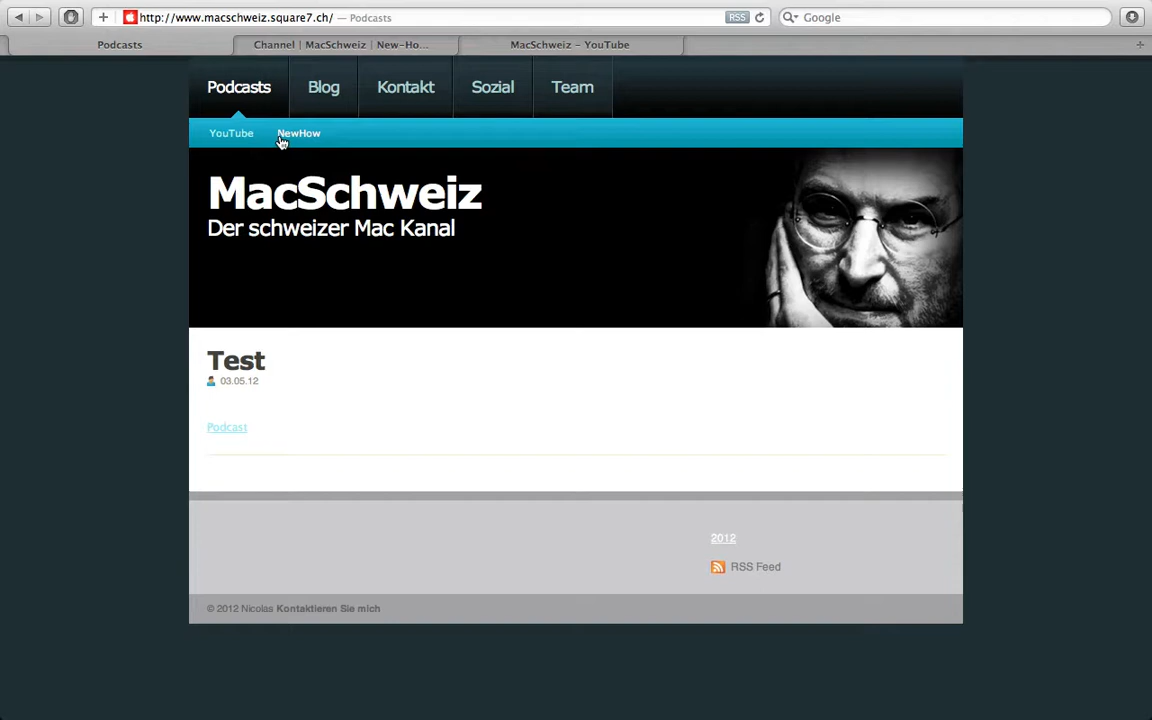 http://www.macschweiz.square7.ch/ — Podcasts
RSS
Google
Podcasts
Channel | MacSchweiz | New-Ho...
MacSchweiz – YouTube
Podcasts
Blog
Kontakt
Sozial
Team
YouTube
NewHow
MacSchweiz
Der schweizer Mac Kanal
Test
03.05.12
Podcast
2012
RSS Feed
© 2012 Nicolas Kontaktieren Sie mich